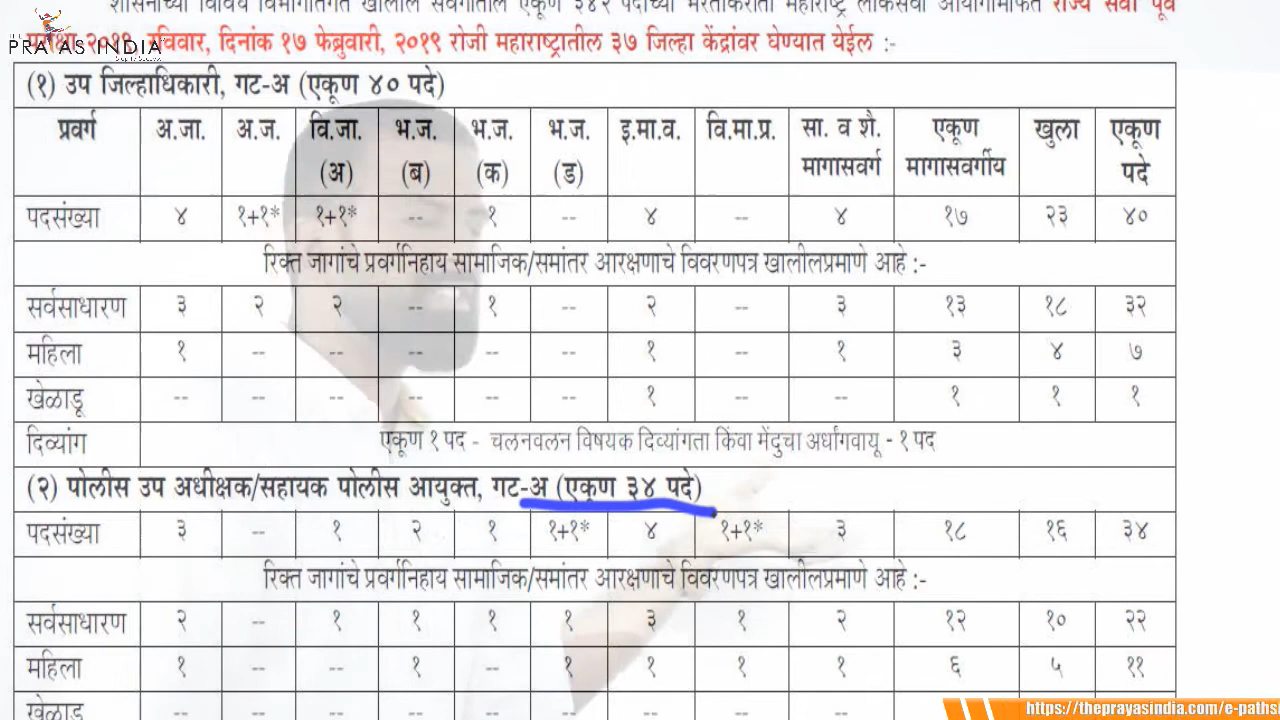 शासनाच्या विविध विभागांतर्गत खालील संवर्गातील एकूण ३४२ पदांच्या भरतीकरीता महाराष्ट्र लोकसेवा आयोगामार्फत राज्य सेवा पूर्व
२०१९ रविवार, दिनांक १७ फेब्रुवारी, २०१९ रोजी महाराष्ट्रातील ३७ जिल्हा केंद्रांवर घेण्यात येईल :-
PRAYAS INDIA
(१) उप जिल्हाधिकारी, गट-अ (एकूण ४० पदे)
प्रवर्ग अ.जा. अ.ज. वि.जा. (अ) भ.ज. (ब) भ.ज. (क) भ.ज. (ड) इ.मा.व. वि.मा.प्र. सा. व शै. मागासवर्ग एकूण मागासवर्गीय खुला एकूण पदे
पदसंख्या ४ १+१* १+१* -- १ -- ४ -- ४ १७ २३ ४०
रिक्त जागांचे प्रवर्गनिहाय सामाजिक/समांतर आरक्षणाचे विवरणपत्र खालीलप्रमाणे आहे :-
सर्वसाधारण ३ २ २ -- १ -- २ -- ३ १३ १८ ३२
महिला १ -- -- -- -- -- १ -- १ ३ ४ ७
खेळाडू -- -- -- -- -- -- १ -- -- १ १ १
दिव्यांग एकूण १ पद - चलनवलन विषयक दिव्यांगता किंवा मेंदुचा अर्धांगवायू - १ पद
(२) पोलीस उप अधीक्षक/सहायक पोलीस आयुक्त, गट-अ (एकूण ३४ पदे)
पदसंख्या ३ -- १ २ १ १+१* ४ १+१* ३ १८ १६ ३४
रिक्त जागांचे प्रवर्गनिहाय सामाजिक/समांतर आरक्षणाचे विवरणपत्र खालीलप्रमाणे आहे :-
सर्वसाधारण २ -- १ १ १ १ ३ १ २ १२ १० २२
महिला १ -- -- १ -- १ १ १ १ ६ ५ ११
खेळाडू -- -- -- -- -- -- -- -- -- -- -- --
https://theprayasindia.com/e-paths